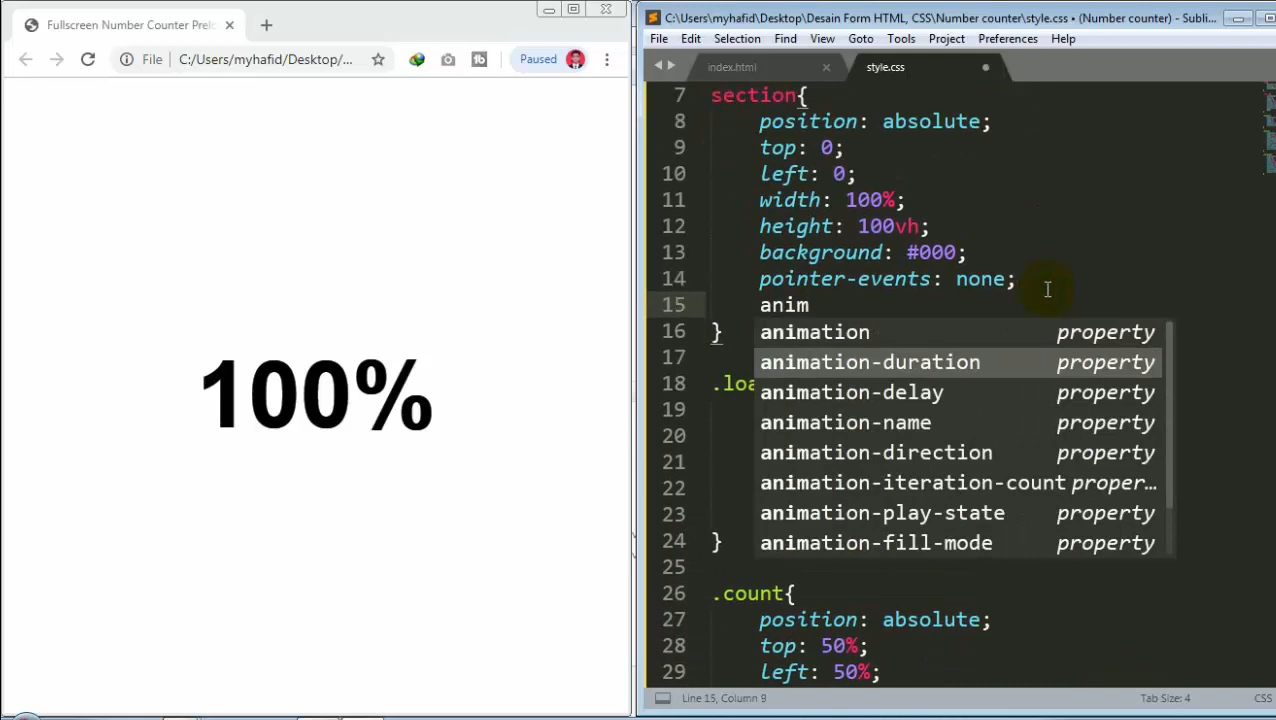 Fullscreen Number Counter Prelo
File
C:/Users/myhafid/Desktop/...
Paused
100%
C:\Users\myhafid\Desktop\Desain Form HTML, CSS\Number counter\style.css • (Number counter) - Subli...
File Edit Selection Find View Goto Tools Project Preferences Help
index.html
style.css
7 section{
8 position: absolute;
9 top: 0;
10 left: 0;
11 width: 100%;
12 height: 100vh;
13 background: #000;
14 pointer-events: none;
15 anim
16 }
animation property
17
animation-duration property
18 .loa
animation-delay property
19
animation-name property
20
animation-direction property
21
animation-iteration-count proper...
22
animation-play-state property
23
animation-fill-mode property
24 }
25
26 .count{
27 position: absolute;
28 top: 50%;
29 left: 50%;
Line 15, Column 9
Tab Size: 4
CSS